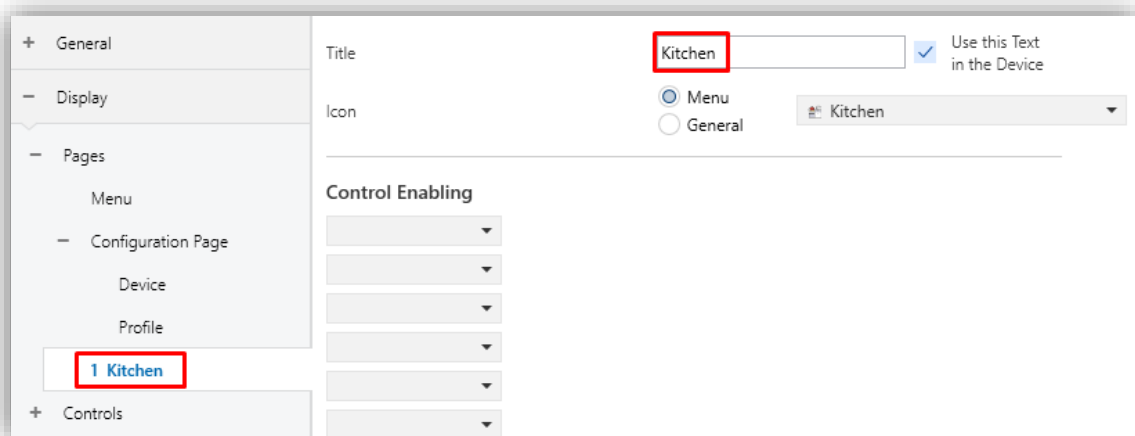 General
Display
Pages
Menu
Configuration Page
Device
Profile
1 Kitchen
Controls
Title
Kitchen
Use this Text
in the Device
Icon
Menu
General
Kitchen
Control Enabling